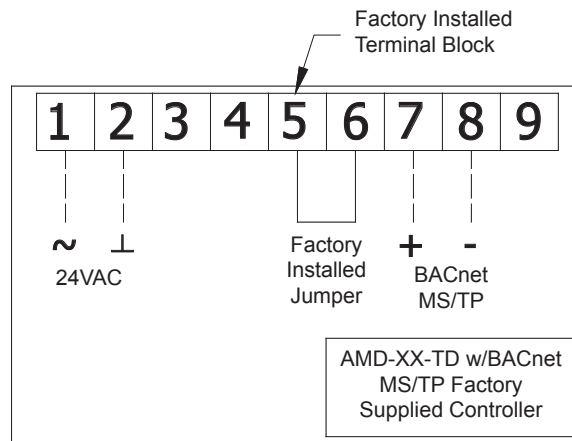 Factory Installed
Terminal Block
1 2 3 4 5 6 7 8 9
~ ⊥ + -
24VAC
Factory
Installed
Jumper
BACnet
MS/TP
AMD-XX-TD w/BACnet
MS/TP Factory
Supplied Controller